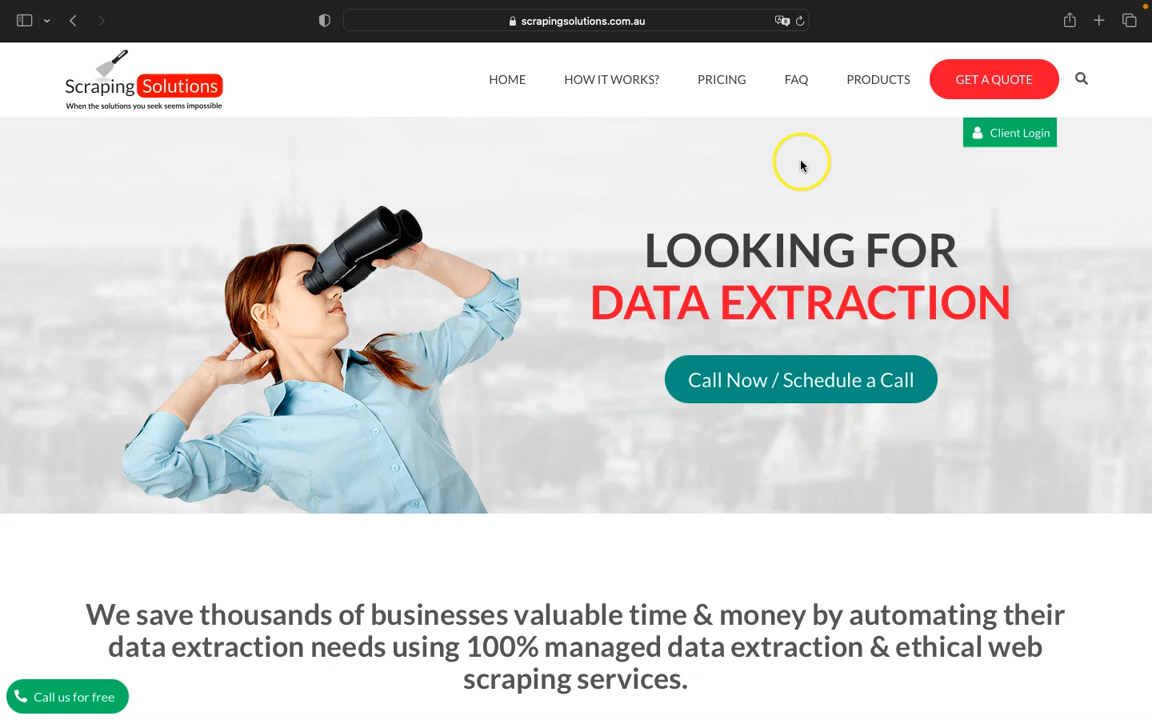 scrapingsolutions.com.au
Scraping Solutions
When the solutions you seek seems impossible
HOME
HOW IT WORKS?
PRICING
FAQ
PRODUCTS
GET A QUOTE
Client Login
LOOKING FOR
DATA EXTRACTION
Call Now / Schedule a Call
We save thousands of businesses valuable time & money by automating their
data extraction needs using 100% managed data extraction & ethical web
scraping services.
Call us for free